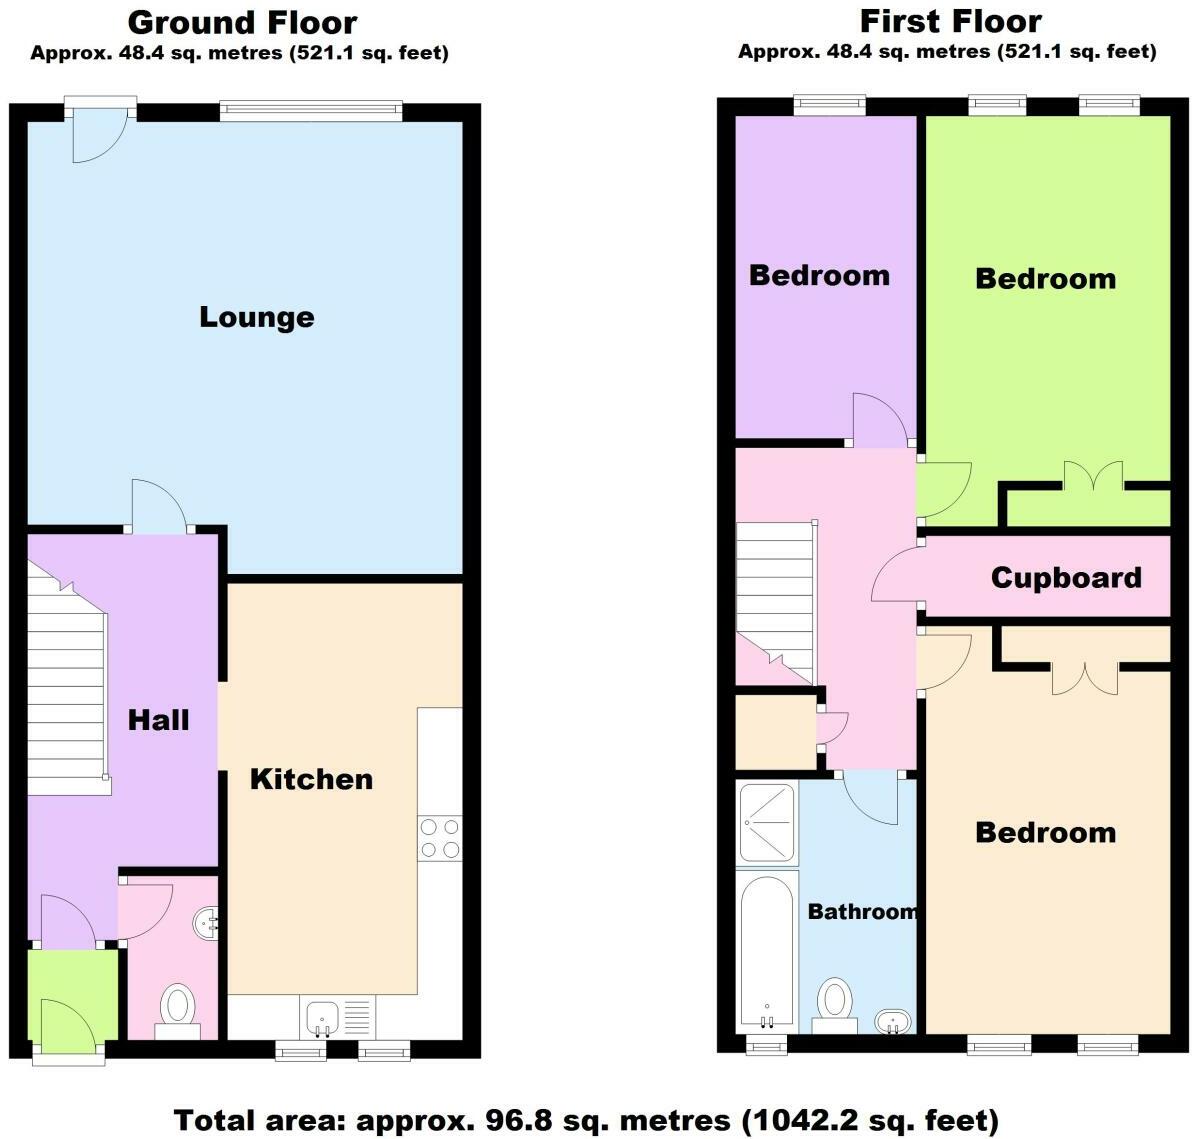 Ground Floor
Approx. 48.4 sq. metres (521.1 sq. feet)
Lounge
Hall
Kitchen
First Floor
Approx. 48.4 sq. metres (521.1 sq. feet)
Bedroom
Bedroom
Cupboard
Bedroom
Bathroom
Total area: approx. 96.8 sq. metres (1042.2 sq. feet)